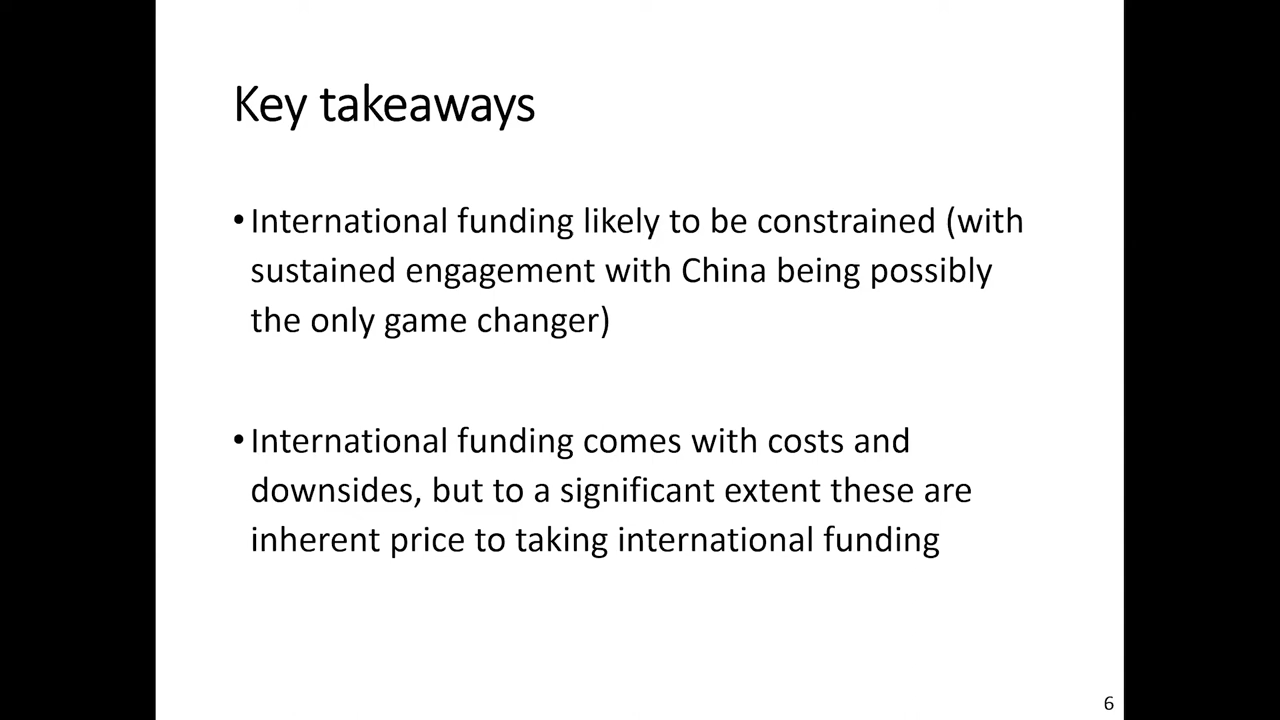 Key takeaways
•International funding likely to be constrained (with
sustained engagement with China being possibly
the only game changer)
•International funding comes with costs and
downsides, but to a significant extent these are
inherent price to taking international funding
6